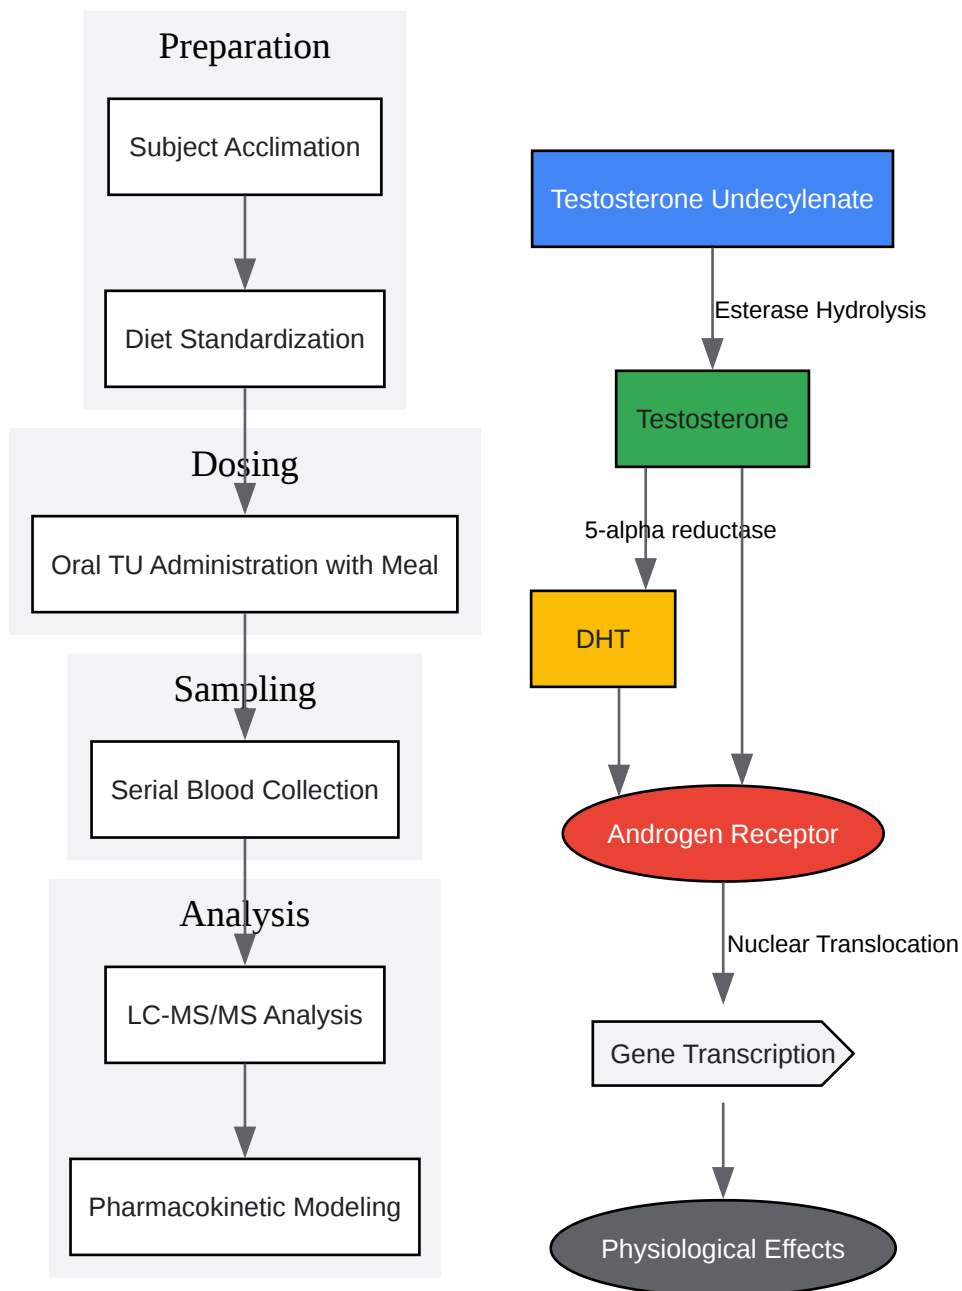 Preparation
Subject Acclimation
Diet Standardization
Dosing
Oral TU Administration with Meal
Sampling
Serial Blood Collection
Analysis
LC-MS/MS Analysis
Pharmacokinetic Modeling
Testosterone Undecylenate
Esterase Hydrolysis
Testosterone
5-alpha reductase
DHT
Androgen Receptor
Nuclear Translocation
Gene Transcription
Physiological Effects